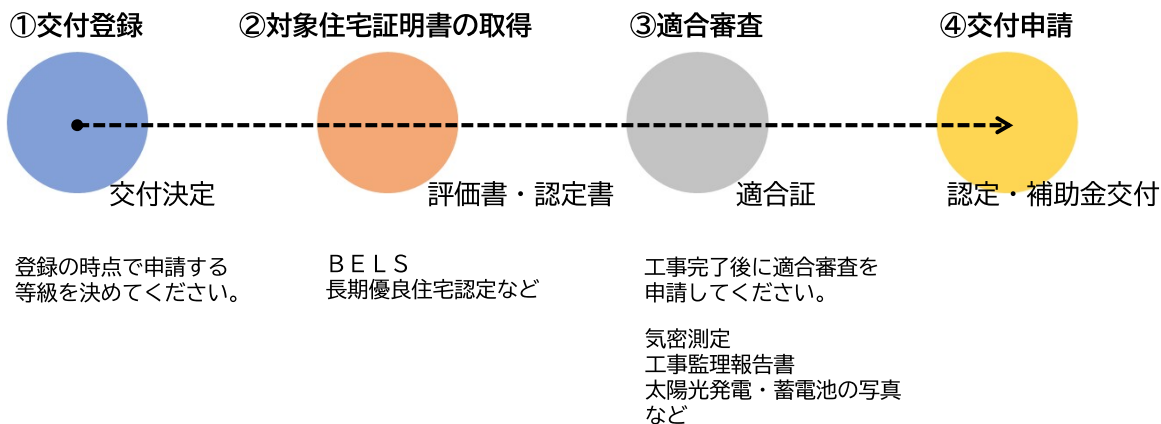 ①交付登録
②対象住宅証明書の取得
③適合審査
④交付申請
交付決定
評価書・認定書
適合証
認定・補助金交付
登録の時点で申請する
等級を決めてください。
ＢＥＬＳ
長期優良住宅認定など
工事完了後に適合審査を
申請してください。
気密測定
工事監理報告書
太陽光発電・蓄電池の写真
など